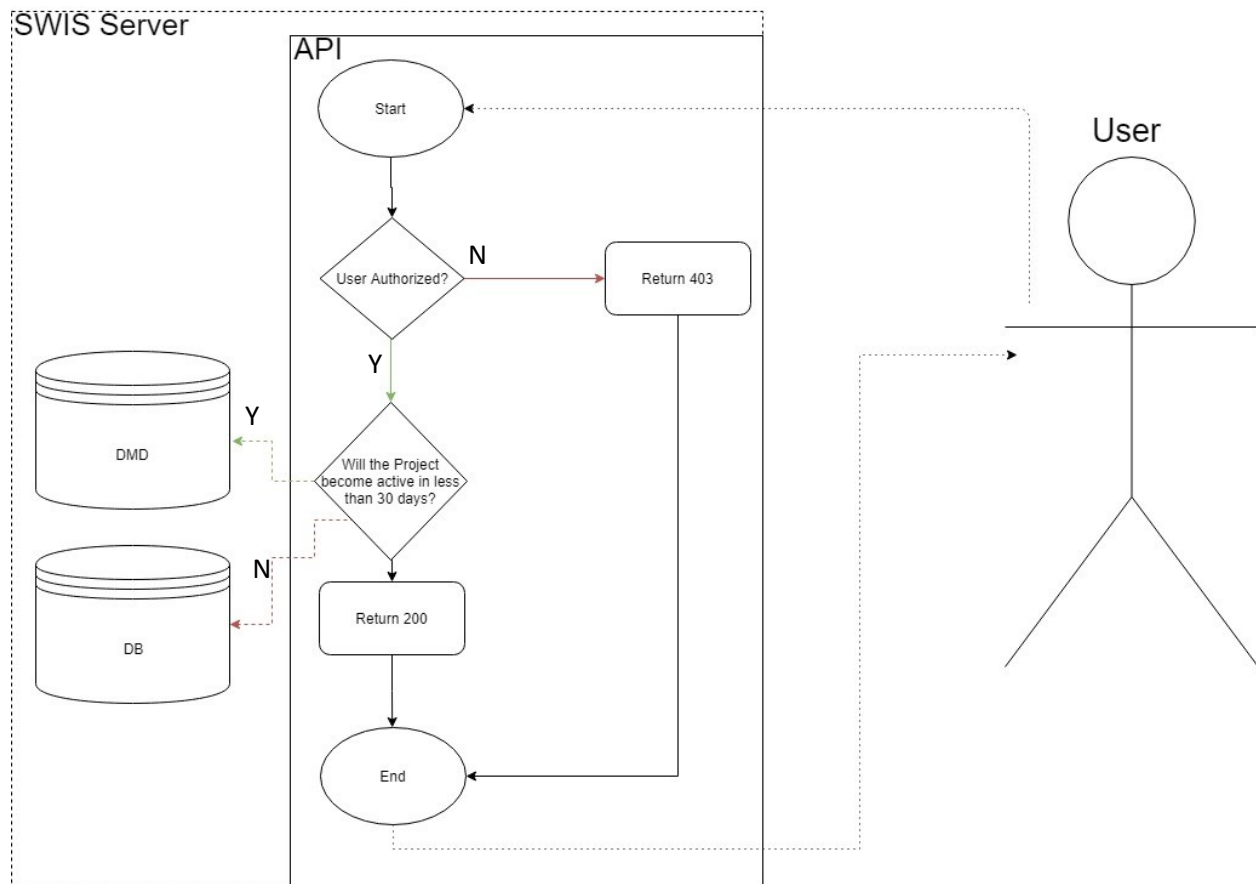 SWIS Server
API
Start
User
User Authorized?
N
Return 403
Y
Y
DMD
Will the Project
become active in less
than 30 days?
N
DB
Return 200
End